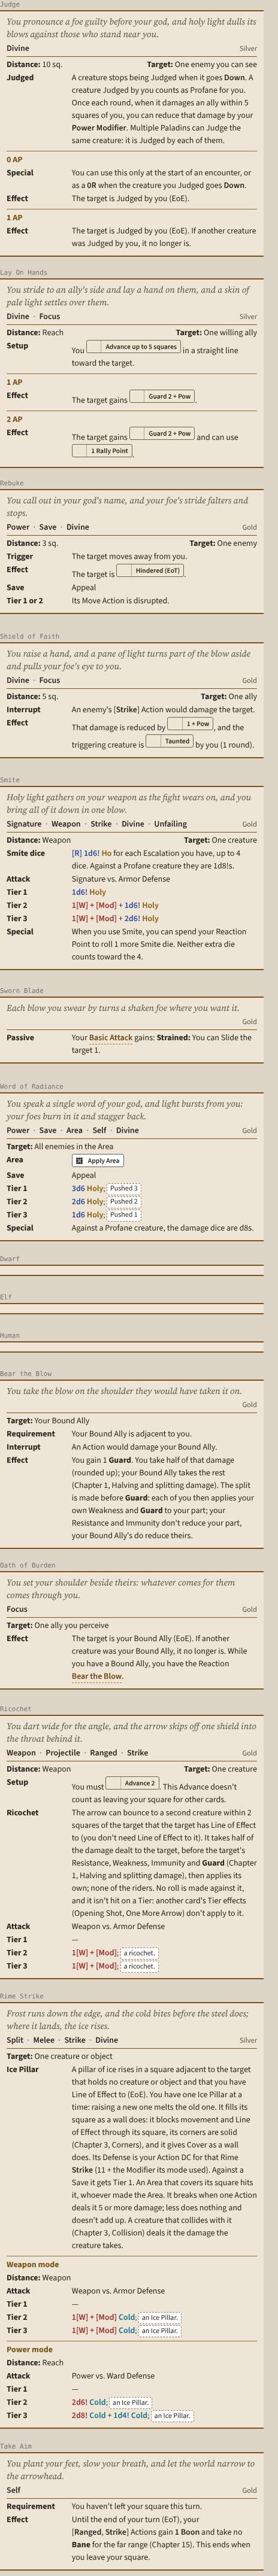 Judge
You pronounce a foe guilty before your god, and holy light dulls its
blows against those who stand near you.
Divine Silver
Distance: 10 sq. Target: One enemy you can see
Judged A creature stops being Judged when it goes Down. A
creature Judged by you counts as Profane for you.
Once each round, when it damages an ally within 5
squares of you, you can reduce that damage by your
Power Modifier. Multiple Paladins can Judge the
same creature: it is Judged by each of them.
0 AP
Special You can use this only at the start of an encounter, or
as a 0R when the creature you Judged goes Down.
Effect The target is Judged by you (EoE).
1 AP
Effect The target is Judged by you (EoE). If another creature
was Judged by you, it no longer is.
Lay On Hands
You stride to an ally's side and lay a hand on them, and a skin of
pale light settles over them.
Divine · Focus Silver
Distance: Reach Target: One willing ally
Setup You Advance up to 5 squares in a straight line
toward the target.
1 AP
Effect The target gains Guard 2 + Pow.
2 AP
Effect The target gains Guard 2 + Pow and can use
1 Rally Point.
Rebuke
You call out in your god's name, and your foe's stride falters and
stops.
Power · Save · Divine Gold
Distance: 3 sq. Target: One enemy
Trigger The target moves away from you.
Effect The target is Hindered (EoT).
Save Appeal
Tier 1 or 2 Its Move Action is disrupted.
Shield of Faith
You raise a hand, and a pane of light turns part of the blow aside
and pulls your foe's eye to you.
Divine · Focus Silver
Distance: 5 sq. Target: One ally
Interrupt An enemy's [Strike] Action would damage the target.
Effect That damage is reduced by 1 + Pow, and the
triggering creature is Taunted by you (1 round).
Smite
Holy light gathers on your weapon as the fight wears on, and you
bring all of it down in one blow.
Signature · Weapon · Strike · Divine · Unfailing Gold
Distance: Weapon Target: One creature
Smite dice [R] 1d6! Ho for each Escalation you have, up to 4
dice. Against a Profane creature they are 1d8!s.
Attack Signature vs. Armor Defense
Tier 1 1d6! Holy
Tier 2 1[W] + [Mod] + 1d6! Holy
Tier 3 1[W] + [Mod] + 2d6! Holy
Special When you use Smite, you can spend your Reaction
Point to roll 1 more Smite die. Neither extra die
counts toward the 4.
Sworn Blade
Each blow you swear by turns a shaken foe where you want it.
Gold
Passive Your Basic Attack gains: Strained: You can Slide the
target 1.
Word of Radiance
You speak a single word of your god, and light bursts from you:
your foes burn in it and stagger back.
Power · Save · Area · Self · Divine Gold
Target: All enemies in the Area
Area Apply Area
Save Appeal
Tier 1 3d6 Holy; Pushed 3
Tier 2 2d6 Holy; Pushed 2
Tier 3 1d6 Holy; Pushed 1
Special Against a Profane creature, the damage dice are d8s.
Dwarf
Elf
Human
Bear the Blow
You take the blow on the shoulder they would have taken it on.
Gold
Target: Your Bound Ally
Requirement Your Bound Ally is adjacent to you.
Interrupt An Action would damage your Bound Ally.
Effect You gain 1 Guard. You take half of that damage
(rounded up); your Bound Ally takes the rest
(Chapter 1, Halving and splitting damage). The split
is made before Guard: each of you then applies your
own Weakness and Guard to your part; your
Resistance and Immunity don't reduce your part,
your Bound Ally's do reduce theirs.
Oath of Burden
You set your shoulder beside theirs: whatever comes for them
comes through you.
Focus Gold
Target: One ally you perceive
Effect The target is your Bound Ally (EoE). If another
creature was your Bound Ally, it no longer is. While
you have a Bound Ally, you have the Reaction
Bear the Blow.
Ricochet
You dart wide for the angle, and the arrow skips off one shield into
the throat behind it.
Weapon · Projectile · Ranged · Strike Gold
Distance: Weapon Target: One creature
Setup You must Advance 2. This Advance doesn't
count as leaving your square for other cards.
Ricochet The arrow can bounce to a second creature within 2
squares of the target that the target has Line of Effect
to (you don't need Line of Effect to it). It takes half of
the damage dealt to the target, before the target's
Resistance, Weakness, Immunity and Guard (Chapter
1, Halving and splitting damage), then applies its
own; none of the riders. No roll is made against it,
and it isn't hit on a Tier: another card's Tier effects
(Opening Shot, One More Arrow) don't apply to it.
Attack Weapon vs. Armor Defense
Tier 1 —
Tier 2 1[W] + [Mod]; a ricochet.
Tier 3 1[W] + [Mod]; a ricochet.
Rime Strike
Frost runs down the edge, and the cold bites before the steel does;
where it lands, the ice rises.
Split · Melee · Strike · Divine Silver
Target: One creature or object
Ice Pillar A pillar of ice rises in a square adjacent to the target
that holds no creature or object and that you have
Line of Effect to (EoE). You have one Ice Pillar at a
time: raising a new one melts the old one. It fills its
square as a wall does: it blocks movement and Line
of Effect through its square, its corners are solid
(Chapter 3, Corners), and it gives Cover as a wall
does. Its Defense is your Action DC for that Rime
Strike (11 + the Modifier its mode used). Against a
Save it gets Tier 1. An Area that covers its square hits
it, whoever made the Area. It breaks when one Action
deals it 5 or more damage; less does nothing and
doesn't add up. A creature that collides with it
(Chapter 3, Collision) deals it the damage the
creature takes.
Weapon mode
Distance: Weapon
Attack Weapon vs. Armor Defense
Tier 1 —
Tier 2 1[W] + [Mod] Cold; an Ice Pillar.
Tier 3 1[W] + [Mod] Cold; an Ice Pillar.
Power mode
Distance: Reach
Attack Power vs. Ward Defense
Tier 1 —
Tier 2 2d6! Cold; an Ice Pillar.
Tier 3 2d8! Cold + 1d4! Cold; an Ice Pillar.
Take Aim
You plant your feet, slow your breath, and let the world narrow to
the arrowhead.
Self Gold
Requirement You haven't left your square this turn.
Effect Until the end of your turn (EoT), your
[Ranged, Strike] Actions gain 1 Boon and take no
Bane for the far range (Chapter 15). This ends when
you leave your square.